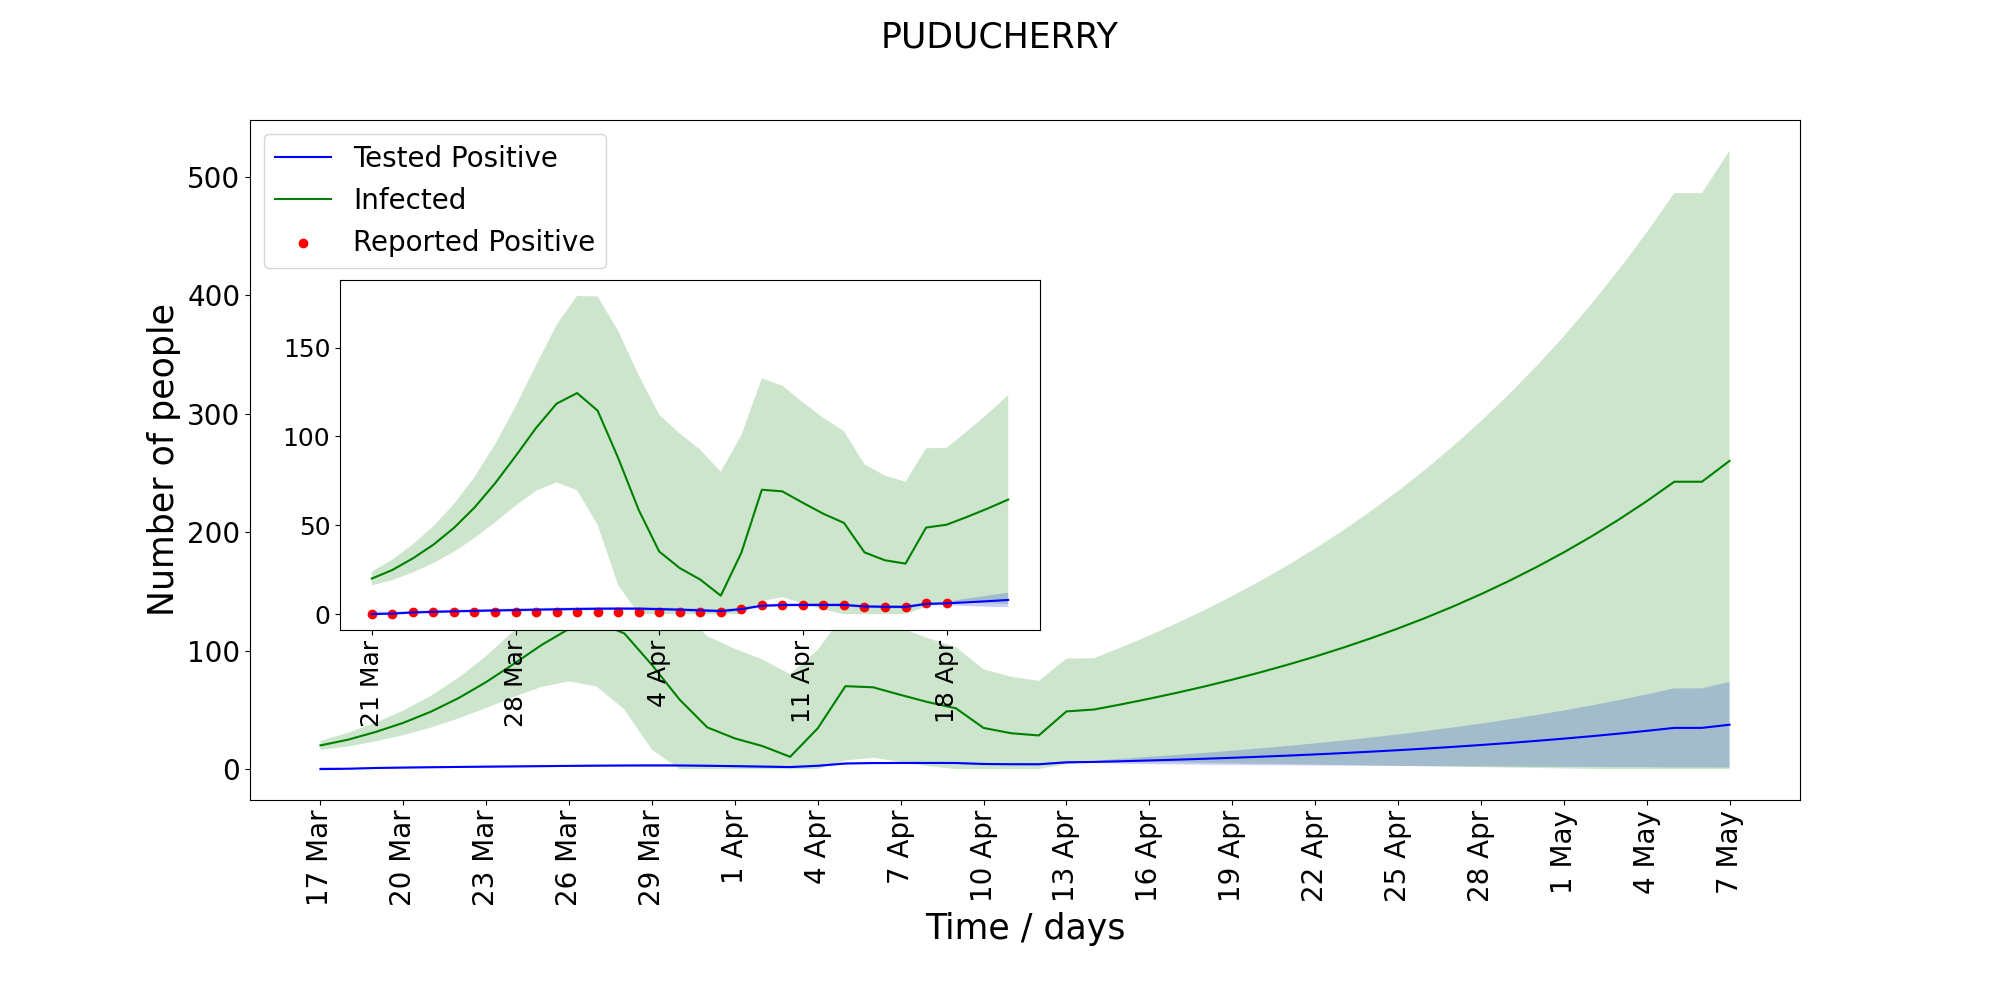 PUDUCHERRY
Tested Positive
Infected
Reported Positive
Number of people
500
400
300
200
100
0
150
100
50
0
21 Mar
28 Mar
4 Apr
11 Apr
18 Apr
17 Mar
20 Mar
23 Mar
26 Mar
29 Mar
1 Apr
4 Apr
7 Apr
10 Apr
13 Apr
16 Apr
19 Apr
22 Apr
25 Apr
28 Apr
1 May
4 May
7 May
Time / days